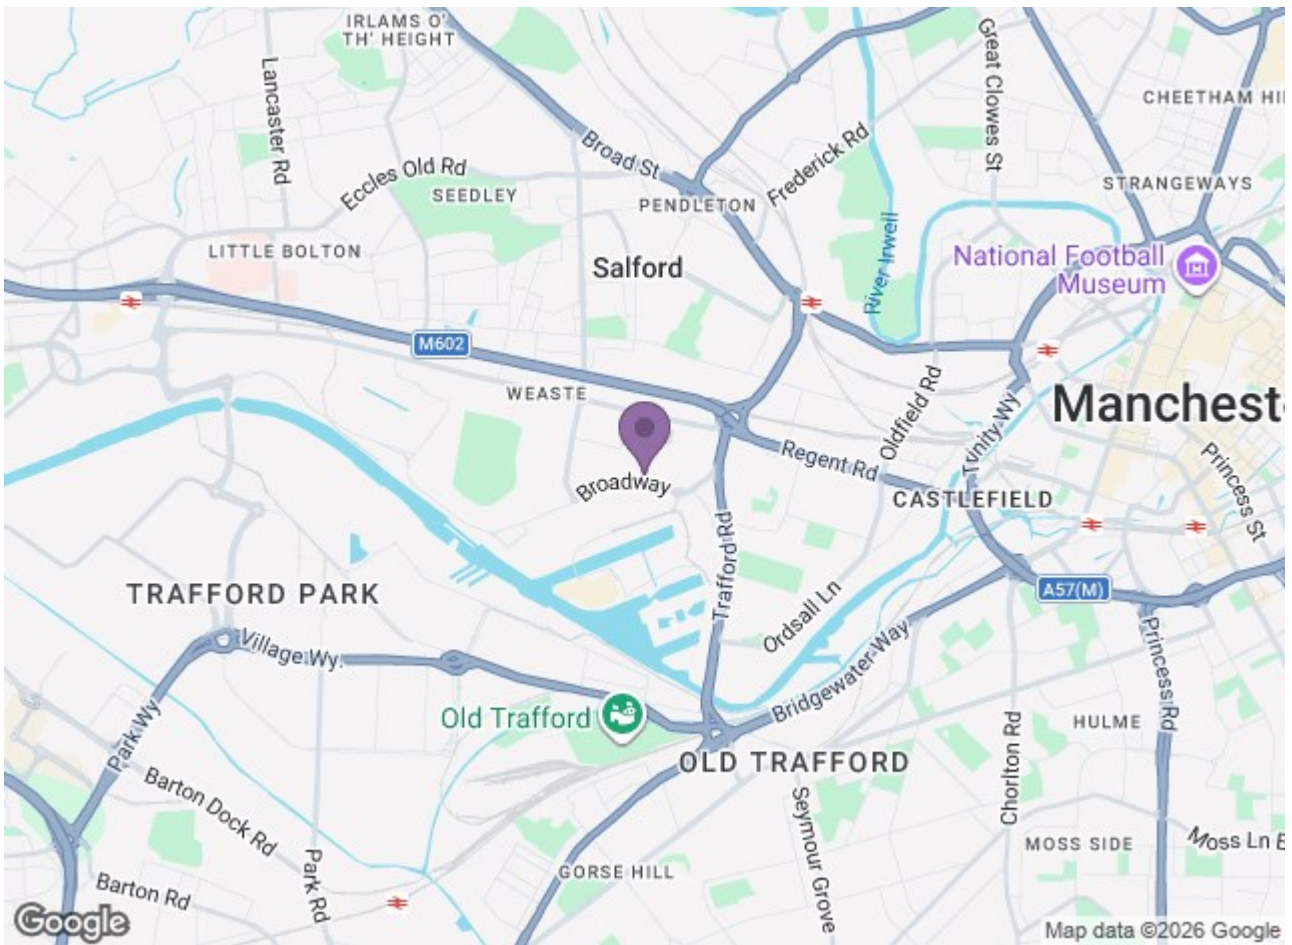 IRLAMS O'
TH' HEIGHT
Lancaster Rd
Great Clowes St
CHEETHAM HI
Broad St
Frederick Rd
Eccles Old Rd
SEEDLEY
PENDLETON
STRANGEWAYS
LITTLE BOLTON
Salford
River Irwell
National Football
Museum
M602
WEASTE
Oldfield Rd
Manchest
Trinity Wy
Regent Rd
Princess St
Broadway
CASTLEFIELD
Trafford Rd
TRAFFORD PARK
A57(M)
Ordsall Ln
Village Wy.
Bridgewater Way
Princess Rd
Park Wy
Old Trafford
OLD TRAFFORD
Chorlton Rd
HULME
Barton Dock Rd
Seymour Grove
MOSS SIDE
Moss Ln E
Park Rd
GORSE HILL
Barton Rd
Google
Map data ©2026 Google